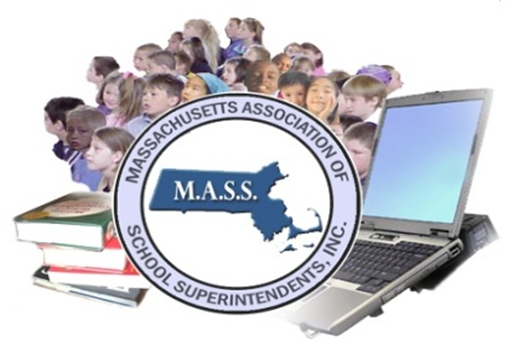 MASSACHUSETTS ASSOCIATION OF
M.A.S.S.
SCHOOL SUPERINTENDENTS, INC.